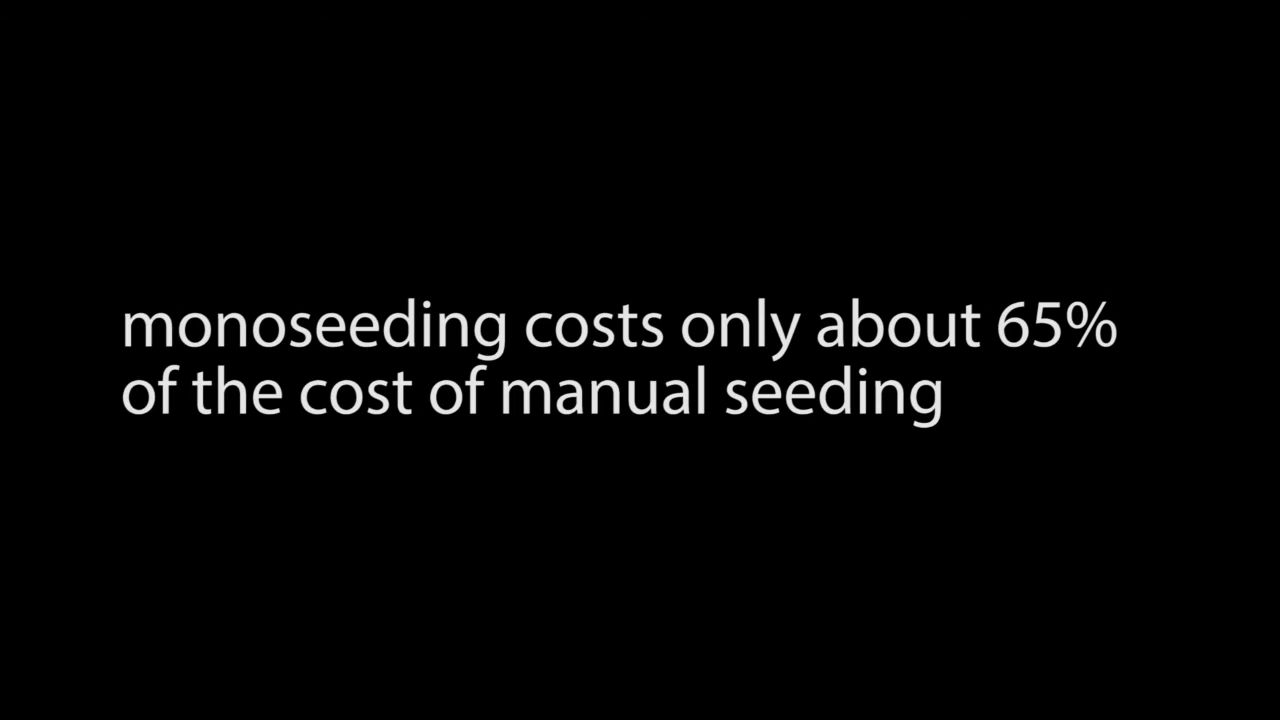 monoseeding costs only about 65%
of the cost of manual seeding